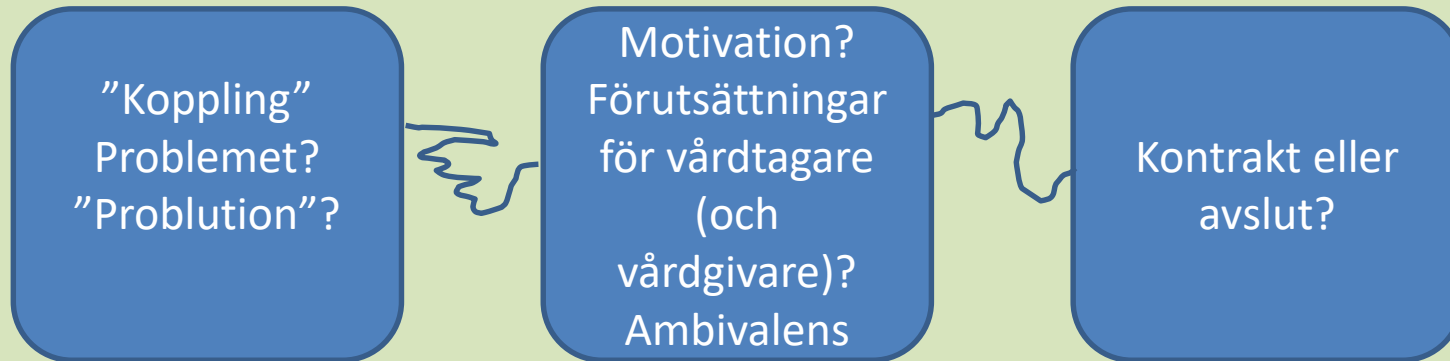 ”Koppling”
Problemet?
”Problution”?
Motivation?
Förutsättningar
för vårdtagare
(och
vårdgivare)?
Ambivalens
Kontrakt eller
avslut?